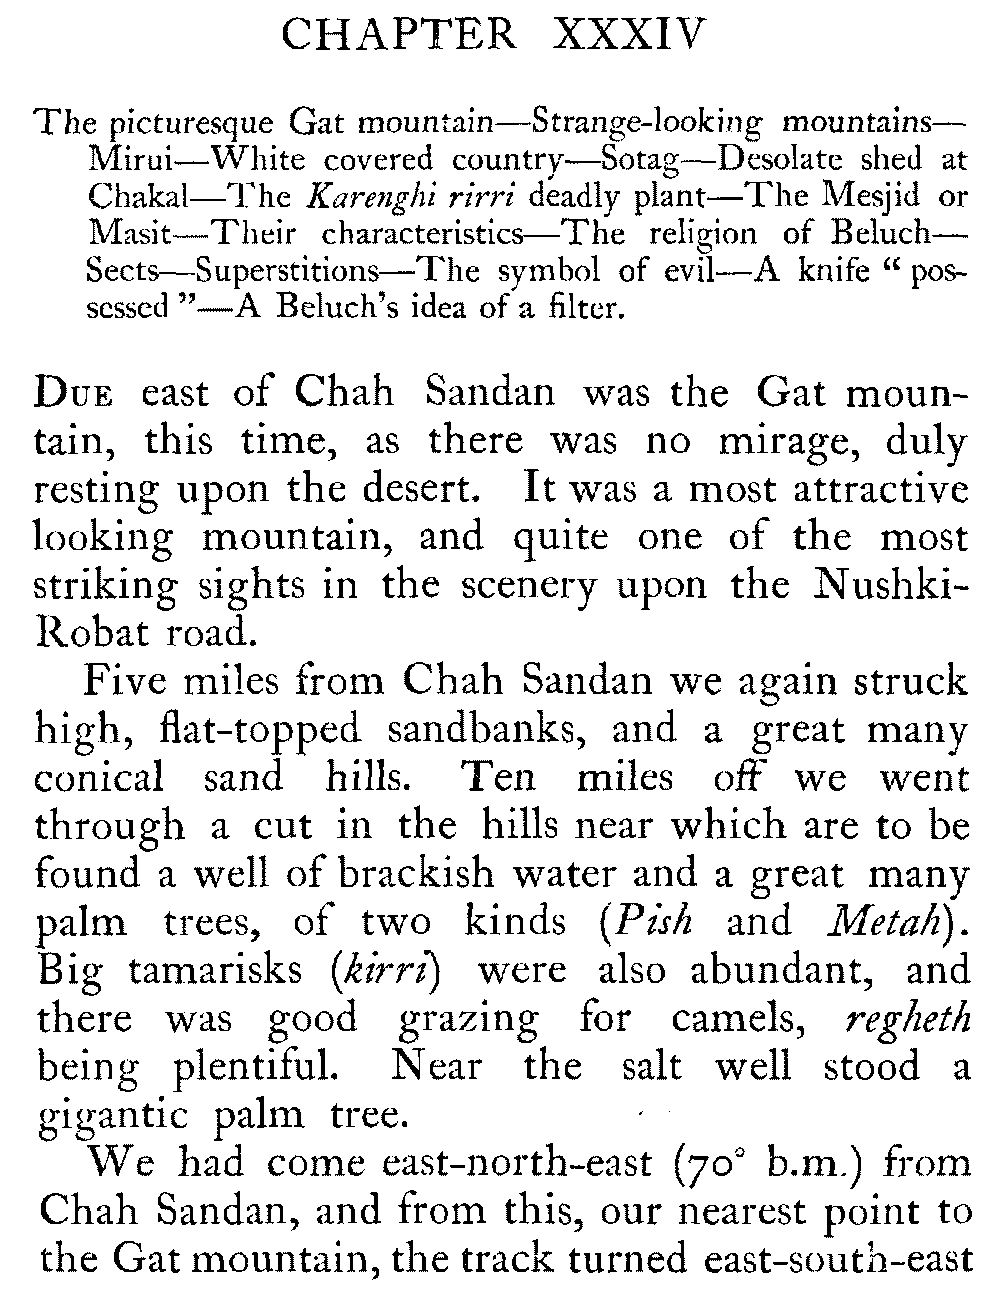 CHAPTER XXXIV
The picturesque Gat mountain—Strange-looking mountains—
Mirui—White covered country—Sotag—Desolate shed at
Chakal—The Karenghi rirri deadly plant—The Mesjid or
Masit—Their characteristics—The religion of Beluch—
Sects—Superstitions—The symbol of evil—A knife “ pos-
sessed ”—A Beluch’s idea of a filter.
DUE east of Chah Sandan was the Gat moun-
tain, this time, as there was no mirage, duly
resting upon the desert. It was a most attractive
looking mountain, and quite one of the most
striking sights in the scenery upon the Nushki-
Robat road.
Five miles from Chah Sandan we again struck
high, flat-topped sandbanks, and a great many
conical sand hills. Ten miles off we went
through a cut in the hills near which are to be
found a well of brackish water and a great many
palm trees, of two kinds (Pish and Metah).
Big tamarisks (kirri) were also abundant, and
there was good grazing for camels, regheth
being plentiful. Near the salt well stood a
gigantic palm tree.
We had come east-north-east (70° b.m.) from
Chah Sandan, and from this, our nearest point to
the Gat mountain, the track turned east-south-east